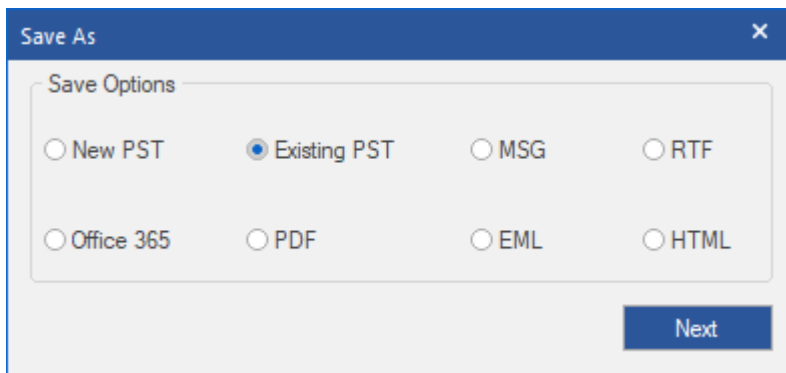 Save As
Save Options
New PST Existing PST MSG RTF
Office 365 PDF EML HTML
Next